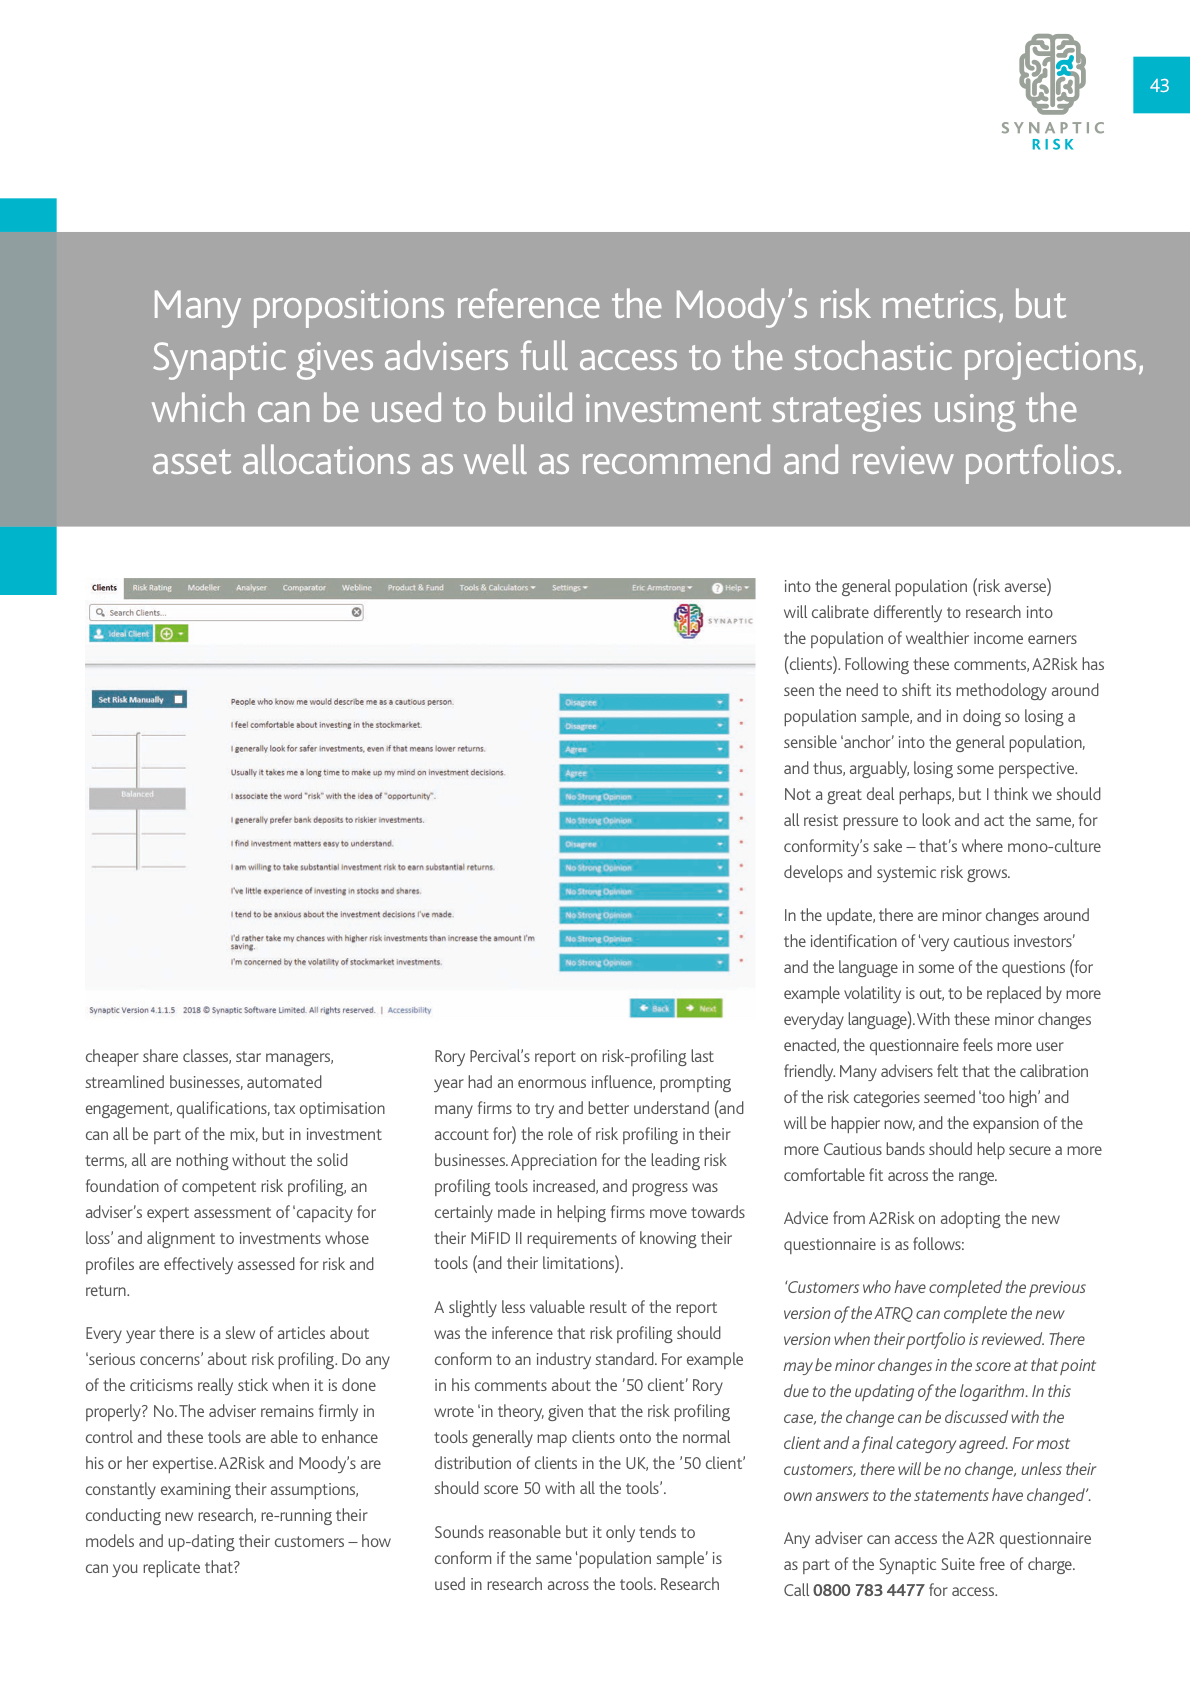 SYNAPTIC
RISK
43
Many propositions reference the Moody’s risk metrics, but
Synaptic gives advisers full access to the stochastic projections,
which can be used to build investment strategies using the
asset allocations as well as recommend and review portfolios.
Clients Risk Rating Modeller Analyser Comparator Webline Product & Fund Tools & Calculators Settings Eric Armstrong ? Help
Search Clients...
SYNAPTIC
Ideal Client
Set Risk Manually
Balanced
People who know me would describe me as a cautious person. Disagree *
I feel comfortable about investing in the stockmarket. Disagree *
I generally look for safer investments, even if that means lower returns. Agree *
Usually it takes me a long time to make up my mind on investment decisions. Agree *
I associate the word "risk" with the idea of "opportunity". No Strong Opinion *
I generally prefer bank deposits to riskier investments. No Strong Opinion *
I find investment matters easy to understand. Disagree *
I am willing to take substantial investment risk to earn substantial returns. No Strong Opinion *
I've little experience of investing in stocks and shares. No Strong Opinion *
I tend to be anxious about the investment decisions I've made. No Strong Opinion *
I'd rather take my chances with higher risk investments than increase the amount I'm No Strong Opinion *
saving.
I'm concerned by the volatility of stockmarket investments. No Strong Opinion *
Synaptic Version 4.1.1.5 2018 © Synaptic Software Limited. All rights reserved. | Accessibility
Back Next
cheaper share classes, star managers,
streamlined businesses, automated
engagement, qualifications, tax optimisation
can all be part of the mix, but in investment
terms, all are nothing without the solid
foundation of competent risk profiling, an
adviser’s expert assessment of ‘capacity for
loss’ and alignment to investments whose
profiles are effectively assessed for risk and
return.
Every year there is a slew of articles about
‘serious concerns’ about risk profiling. Do any
of the criticisms really stick when it is done
properly? No. The adviser remains firmly in
control and these tools are able to enhance
his or her expertise. A2Risk and Moody’s are
constantly examining their assumptions,
conducting new research, re-running their
models and up-dating their customers – how
can you replicate that?
Rory Percival’s report on risk-profiling last
year had an enormous influence, prompting
many firms to try and better understand (and
account for) the role of risk profiling in their
businesses. Appreciation for the leading risk
profiling tools increased, and progress was
certainly made in helping firms move towards
their MiFID II requirements of knowing their
tools (and their limitations).
A slightly less valuable result of the report
was the inference that risk profiling should
conform to an industry standard. For example
in his comments about the ’50 client’ Rory
wrote ‘in theory, given that the risk profiling
tools generally map clients onto the normal
distribution of clients in the UK, the ’50 client’
should score 50 with all the tools’.
Sounds reasonable but it only tends to
conform if the same ‘population sample’ is
used in research across the tools. Research
into the general population (risk averse)
will calibrate differently to research into
the population of wealthier income earners
(clients). Following these comments, A2Risk has
seen the need to shift its methodology around
population sample, and in doing so losing a
sensible ‘anchor’ into the general population,
and thus, arguably, losing some perspective.
Not a great deal perhaps, but I think we should
all resist pressure to look and act the same, for
conformity’s sake – that’s where mono-culture
develops and systemic risk grows.
In the update, there are minor changes around
the identification of ‘very cautious investors’
and the language in some of the questions (for
example volatility is out, to be replaced by more
everyday language). With these minor changes
enacted, the questionnaire feels more user
friendly. Many advisers felt that the calibration
of the risk categories seemed ‘too high’ and
will be happier now, and the expansion of the
more Cautious bands should help secure a more
comfortable fit across the range.
Advice from A2Risk on adopting the new
questionnaire is as follows:
‘Customers who have completed the previous
version of the ATRQ can complete the new
version when their portfolio is reviewed. There
may be minor changes in the score at that point
due to the updating of the logarithm. In this
case, the change can be discussed with the
client and a final category agreed. For most
customers, there will be no change, unless their
own answers to the statements have changed’.
Any adviser can access the A2R questionnaire
as part of the Synaptic Suite free of charge.
Call 0800 783 4477 for access.